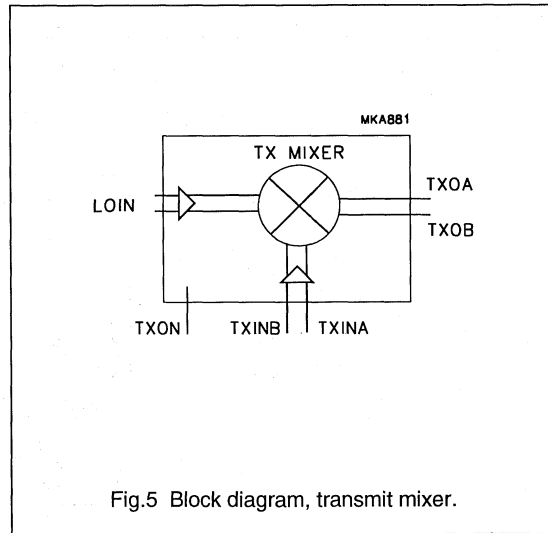 MKA881
TX MIXER
LOIN
TXOA
TXOB
TXON TXINB TXINA
Fig.5 Block diagram, transmit mixer.